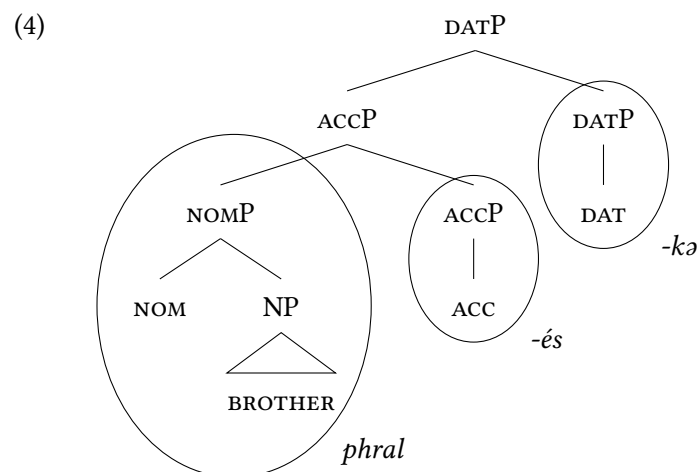 (4)
DATP
ACCP DATP
NOMP ACCP DAT
-kə
NOM NP ACC
-és
BROTHER
phral